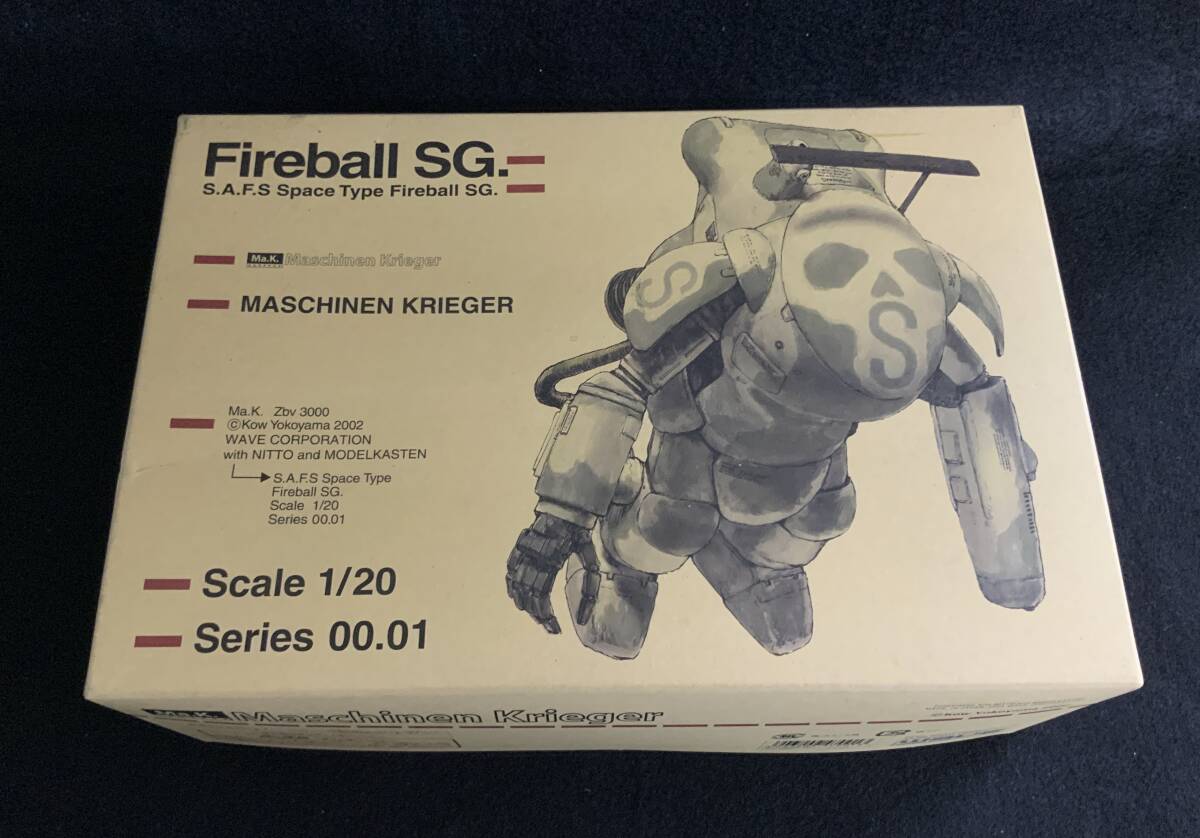 Fireball SG.
S.A.F.S Space Type Fireball SG.
Ma.K. Maschinen Krieger
MASCHINEN KRIEGER
Ma.K. Zbv 3000
©Kow Yokoyama 2002
WAVE CORPORATION
with NITTO and MODELKASTEN
S.A.F.S Space Type
Fireball SG.
Scale 1/20
Series 00.01
Scale 1/20
Series 00.01
S
S
Ma.K. Maschinen Krieger
©Kow Yokoyama